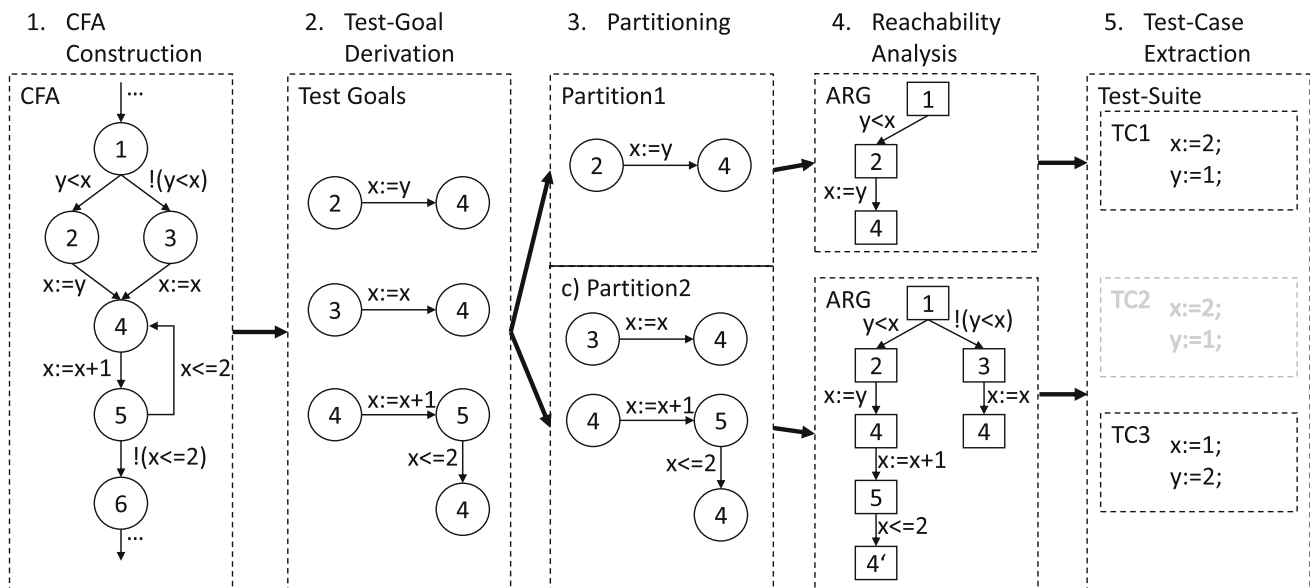 1. CFA
Construction
2. Test-Goal
Derivation
3. Partitioning
4. Reachability
Analysis
5. Test-Case
Extraction
CFA
...
1
y<x
!(y<x)
2
3
x:=y
x:=x
4
x:=x+1
x<=2
5
!(x<=2)
6
...
Test Goals
2
x:=y
4
3
x:=x
4
4
x:=x+1
5
x<=2
4
Partition1
2
x:=y
4
c) Partition2
3
x:=x
4
4
x:=x+1
5
x<=2
4
ARG
1
y<x
2
x:=y
4
ARG
1
y<x
!(y<x)
2
3
x:=y
x:=x
4
4
x:=x+1
5
x<=2
4‘
Test-Suite
TC1
x:=2;
y:=1;
TC2
x:=2;
y:=1;
TC3
x:=1;
y:=2;